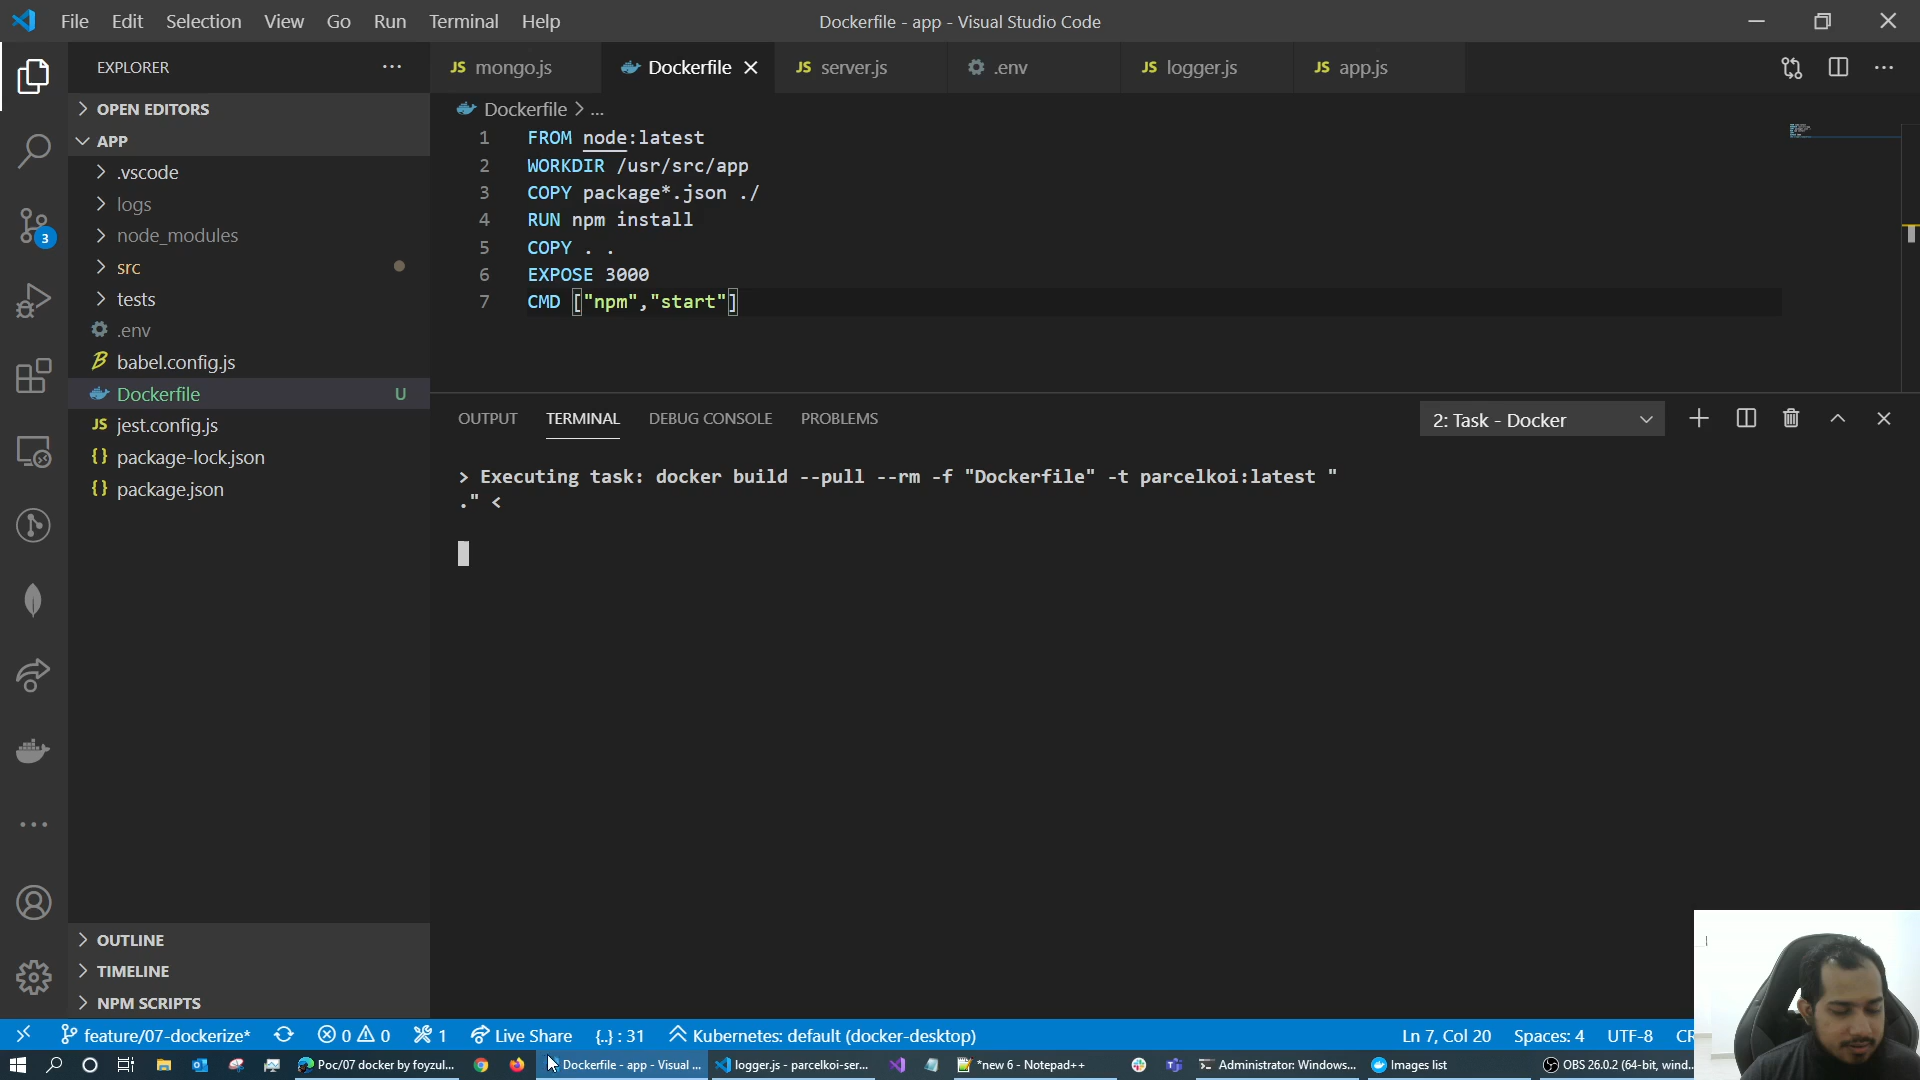 File Edit Selection View Go Run Terminal Help
Dockerfile - app - Visual Studio Code
EXPLORER
OPEN EDITORS
APP
.vscode
logs
node_modules
src
tests
.env
babel.config.js
Dockerfile U
jest.config.js
package-lock.json
package.json
OUTLINE
TIMELINE
NPM SCRIPTS
3
JS mongo.js Dockerfile JS server.js .env JS logger.js JS app.js
Dockerfile > ...
1 FROM node:latest
2 WORKDIR /usr/src/app
3 COPY package*.json ./
4 RUN npm install
5 COPY . .
6 EXPOSE 3000
7 CMD ["npm","start"]
OUTPUT TERMINAL DEBUG CONSOLE PROBLEMS 2: Task - Docker
> Executing task: docker build --pull --rm -f "Dockerfile" -t parcelkoi:latest "
." <
feature/07-dockerize* 0 0 1 Live Share {..} : 31 Kubernetes: default (docker-desktop) Ln 7, Col 20 Spaces: 4 UTF-8 CR
Poc/07 docker by foyzul... Dockerfile - app - Visual ... logger.js - parcelkoi-ser... *new 6 - Notepad++ Administrator: Windows... Images list OBS 26.0.2 (64-bit, wind...